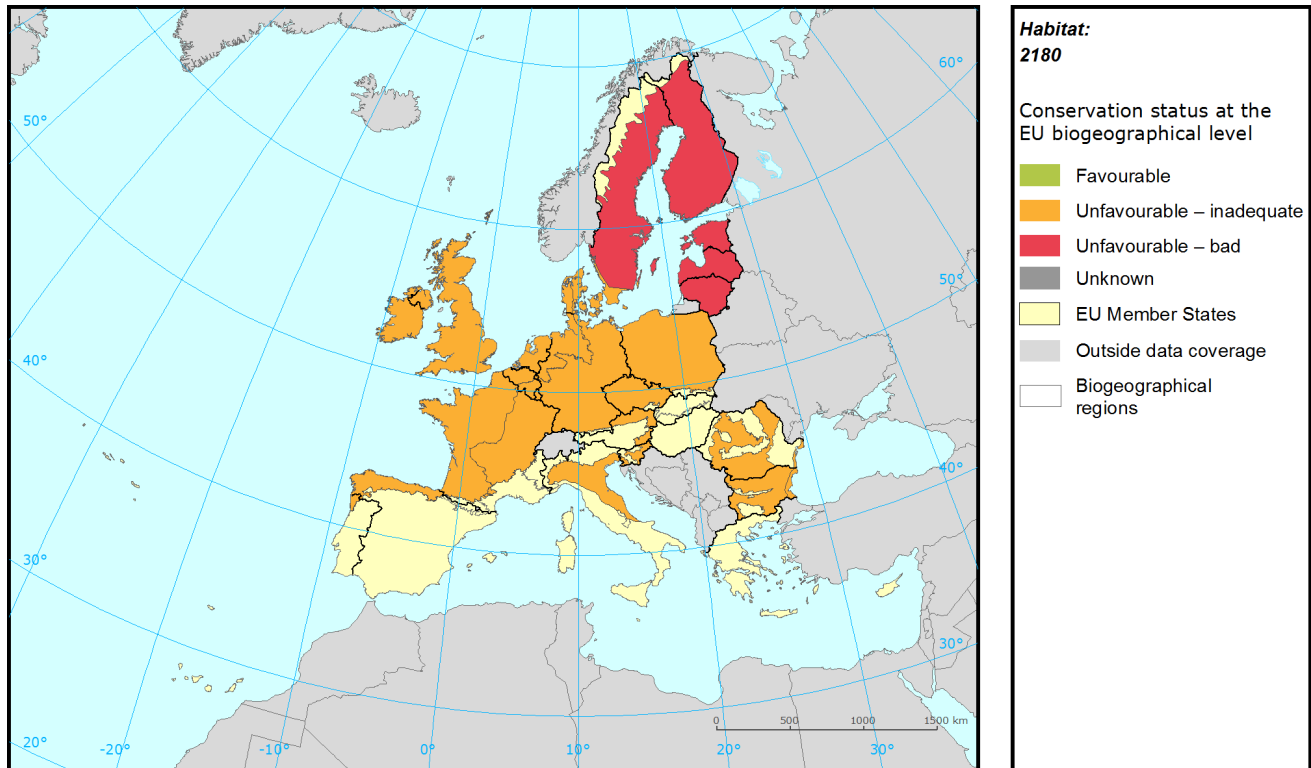 Habitat:
2180
Conservation status at the
EU biogeographical level
Favourable
Unfavourable – inadequate
Unfavourable – bad
Unknown
EU Member States
Outside data coverage
Biogeographical
regions
60°
50°
50°
40°
40°
30°
30°
20°
-20°
-10°
0°
10°
20°
30°
0 500 1000 1500 km